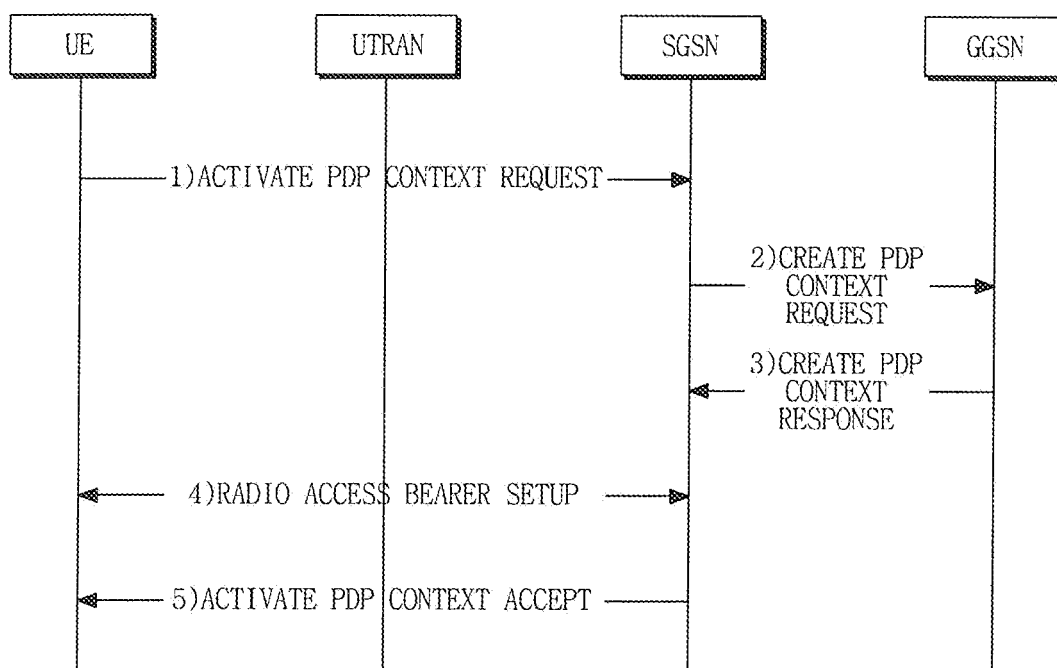 UE
UTRAN
SGSN
GGSN
1)ACTIVATE PDP CONTEXT REQUEST
2)CREATE PDP
CONTEXT
REQUEST
3)CREATE PDP
CONTEXT
RESPONSE
4)RADIO ACCESS BEARER SETUP
5)ACTIVATE PDP CONTEXT ACCEPT